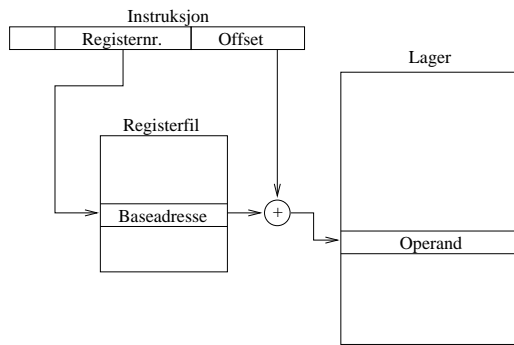 Instruksjon
Registernr. Offset
Lager
Registerfil
Baseadresse
+
Operand